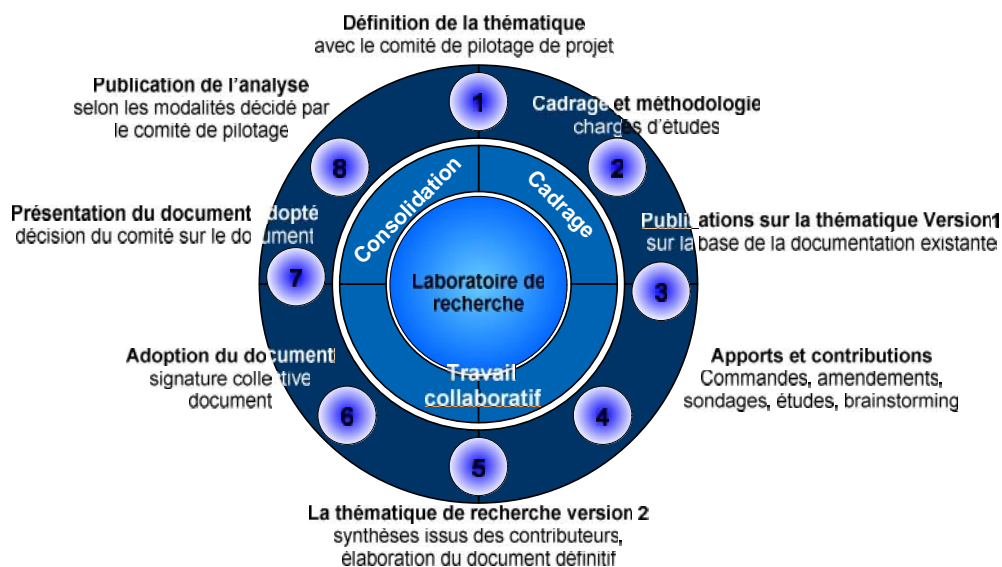 Définition de la thématique
avec le comité de pilotage de projet
1
Cadrage et méthodologie
chargés d'études
2
Publications sur la thématique Version1
sur la base de la documentation existante
3
Apports et contributions
Commandes, amendements,
sondages, études, brainstorming
4
La thématique de recherche version 2
synthèses issus des contributeurs,
élaboration du document définitif
5
Adoption du document
signature collective
document
6
Présentation du document adopté
décision du comité sur le document
7
Publication de l'analyse
selon les modalités décidé par
le comité de pilotage
8
Consolidation
Cadrage
Travail
collaboratif
Laboratoire de
recherche